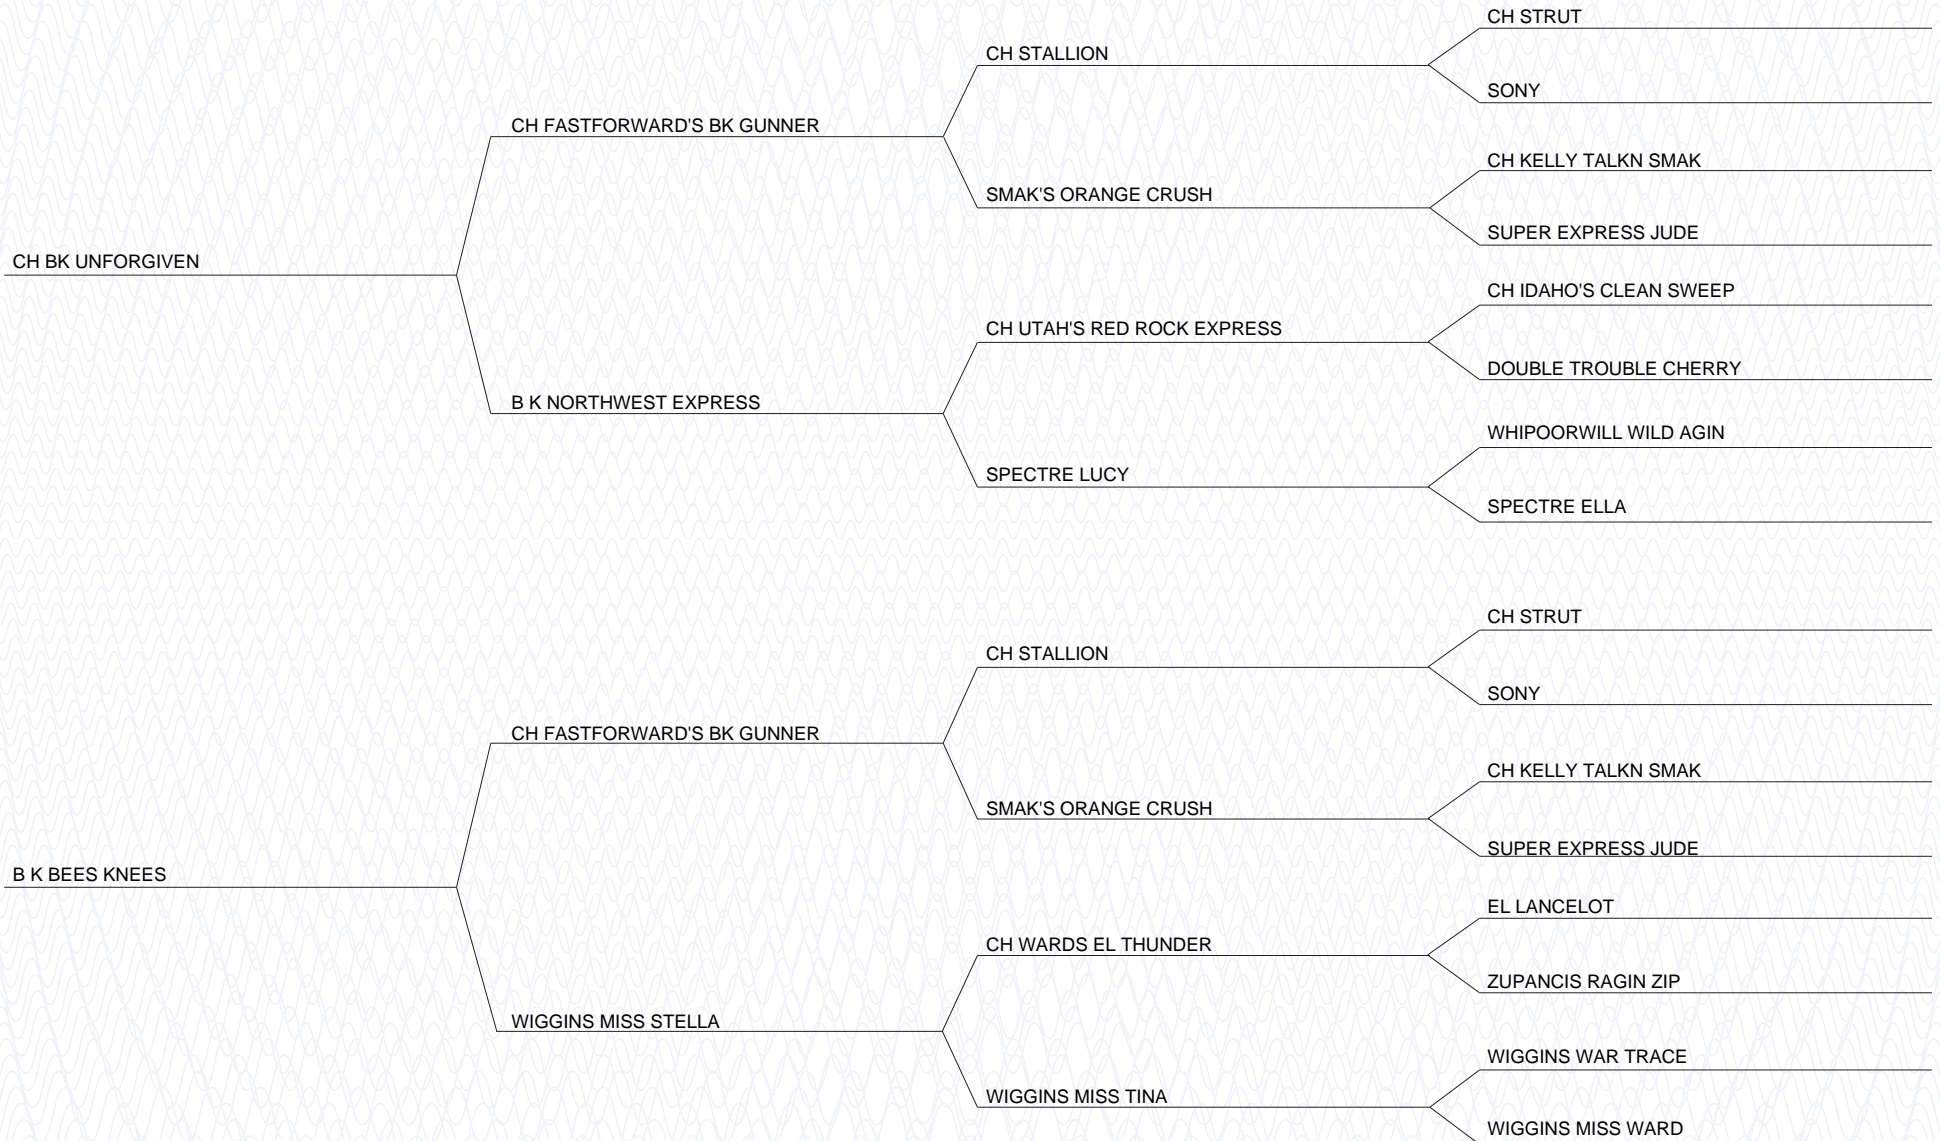 CH STRUT
CH STALLION
SONY
CH FASTFORWARD'S BK GUNNER
CH KELLY TALKN SMAK
SMAK'S ORANGE CRUSH
SUPER EXPRESS JUDE
CH BK UNFORGIVEN
CH IDAHO'S CLEAN SWEEP
CH UTAH'S RED ROCK EXPRESS
DOUBLE TROUBLE CHERRY
B K NORTHWEST EXPRESS
WHIPOORWILL WILD AGIN
SPECTRE LUCY
SPECTRE ELLA
CH STRUT
CH STALLION
SONY
CH FASTFORWARD'S BK GUNNER
CH KELLY TALKN SMAK
SMAK'S ORANGE CRUSH
SUPER EXPRESS JUDE
B K BEES KNEES
EL LANCELOT
CH WARDS EL THUNDER
ZUPANCIS RAGIN ZIP
WIGGINS MISS STELLA
WIGGINS WAR TRACE
WIGGINS MISS TINA
WIGGINS MISS WARD